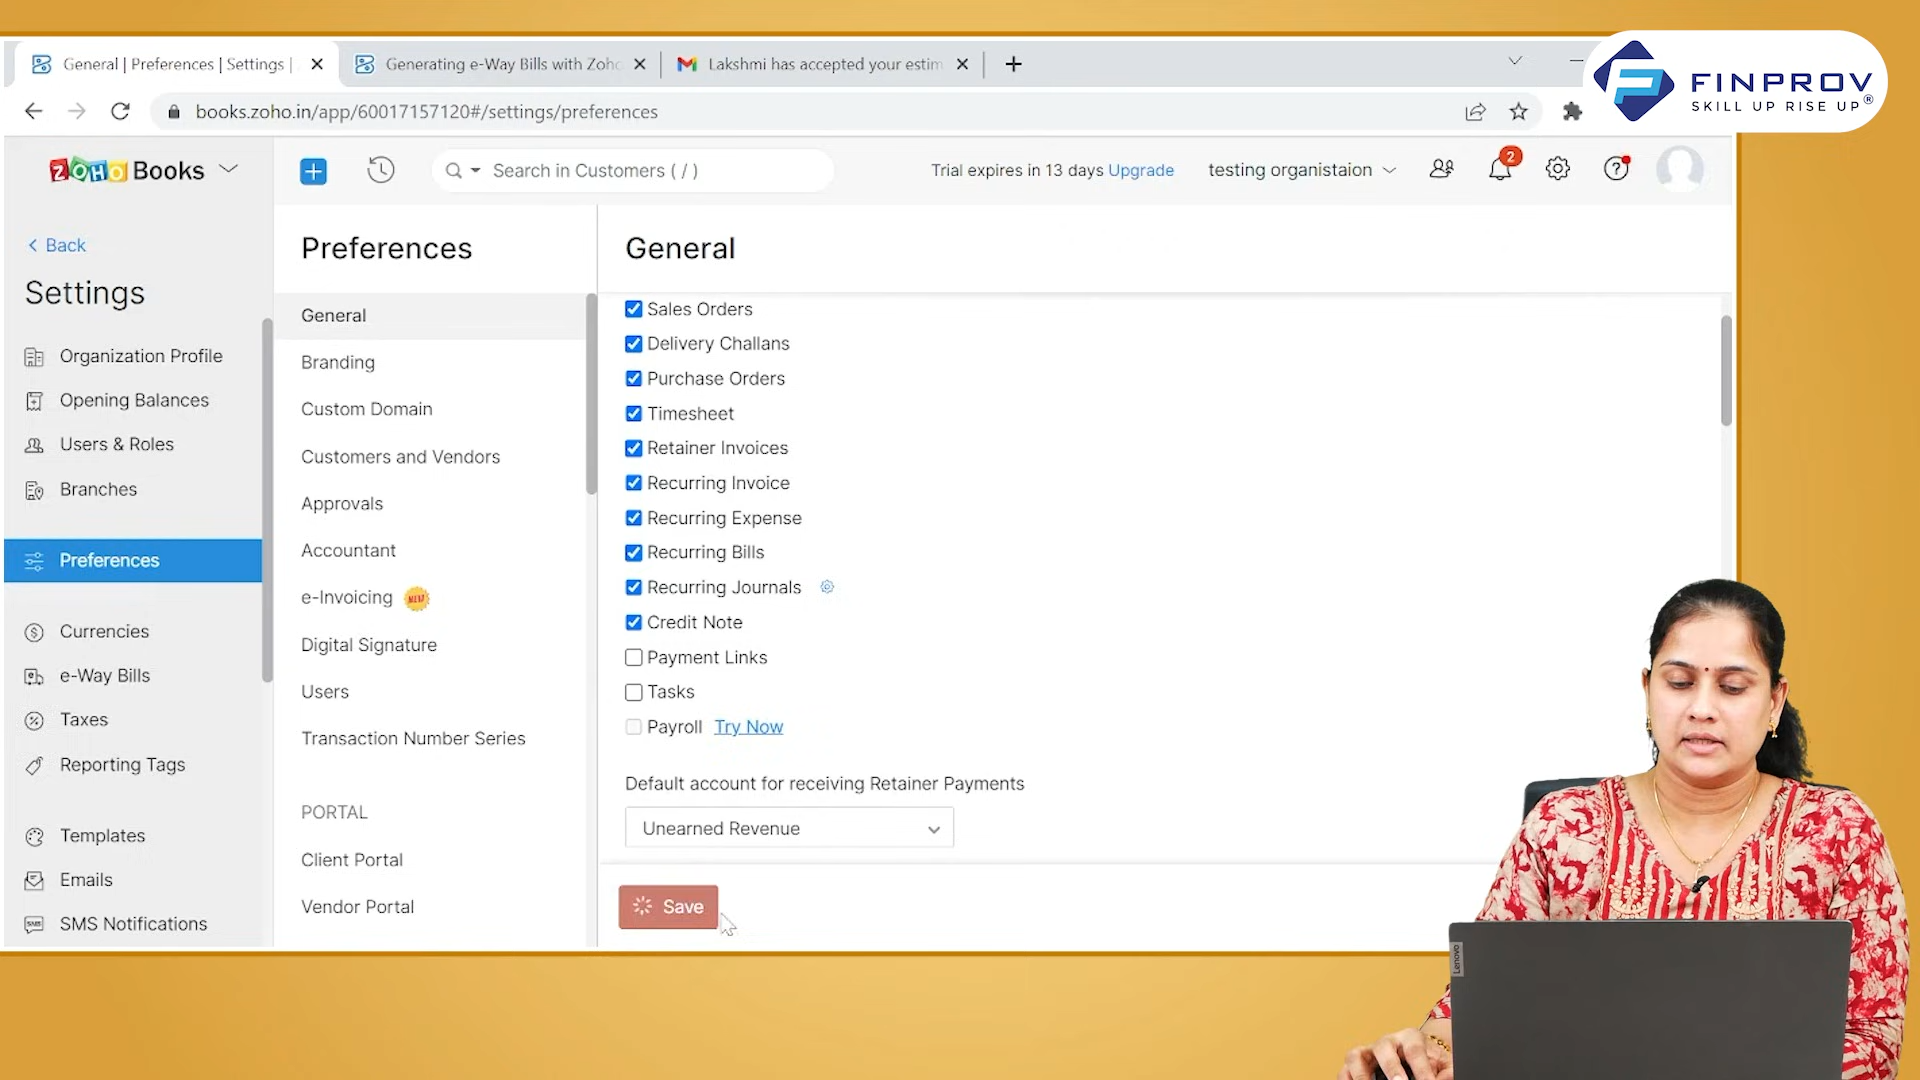 General | Preferences | Settings |
Generating e-Way Bills with Zoho
Lakshmi has accepted your estim
FINPROV
SKILL UP RISE UP®
books.zoho.in/app/60017157120#/settings/preferences
ZOHO Books
Search in Customers ( / )
Trial expires in 13 days Upgrade
testing organistaion
2
?
Back
Settings
Organization Profile
Opening Balances
Users & Roles
Branches
Preferences
Currencies
e-Way Bills
Taxes
Reporting Tags
Templates
Emails
SMS Notifications
Preferences
General
Branding
Custom Domain
Customers and Vendors
Approvals
Accountant
e-Invoicing NEW
Digital Signature
Users
Transaction Number Series
PORTAL
Client Portal
Vendor Portal
General
Sales Orders
Delivery Challans
Purchase Orders
Timesheet
Retainer Invoices
Recurring Invoice
Recurring Expense
Recurring Bills
Recurring Journals
Credit Note
Payment Links
Tasks
Payroll Try Now
Default account for receiving Retainer Payments
Unearned Revenue
Save
Lenovo